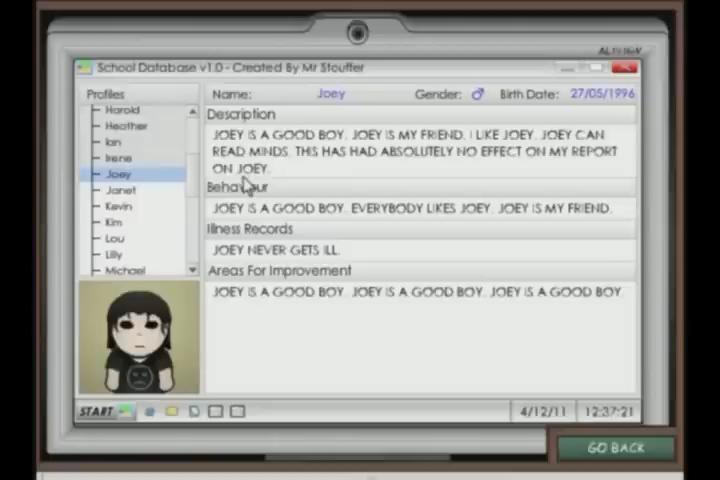 School Database v1.0 - Created By Mr Stouffer
Profiles
Name: Joey Gender: ♂ Birth Date: 27/05/1996
Harold
Heather
Ian
Irene
Joey
Janet
Kevin
Kim
Lou
Lilly
Michael
Description
JOEY IS A GOOD BOY. JOEY IS MY FRIEND. I LIKE JOEY. JOEY CAN
READ MINDS. THIS HAS HAD ABSOLUTELY NO EFFECT ON MY REPORT
ON JOEY.
Behaviour
JOEY IS A GOOD BOY. EVERYBODY LIKES JOEY. JOEY IS MY FRIEND.
Illness Records
JOEY NEVER GETS ILL.
Areas For Improvement
JOEY IS A GOOD BOY. JOEY IS A GOOD BOY. JOEY IS A GOOD BOY.
START 4/12/11 12:37:21
GO BACK